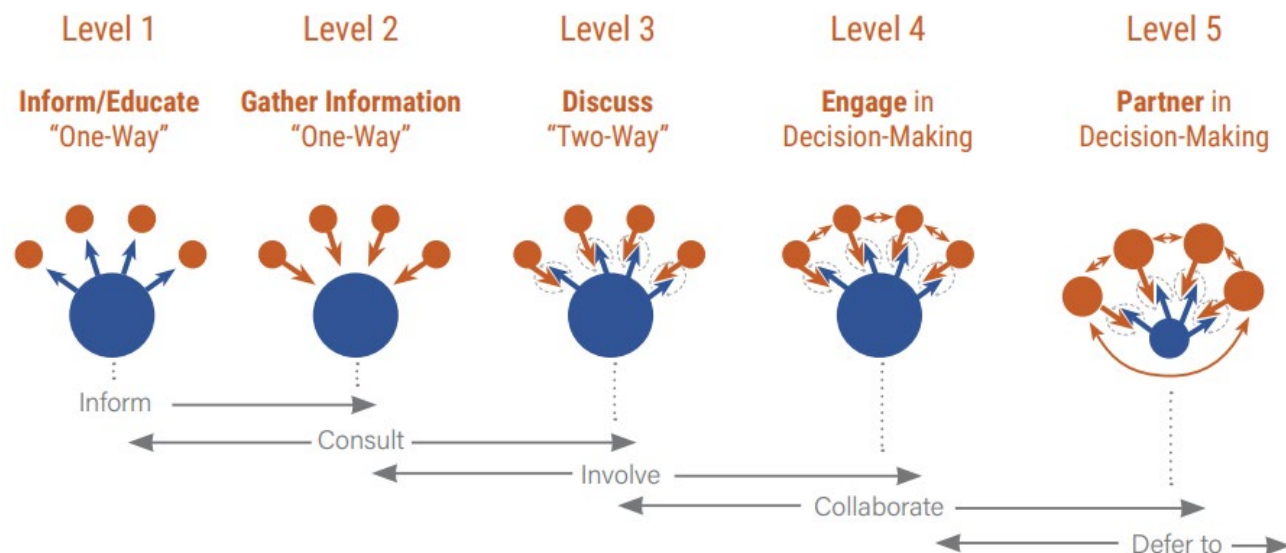 Level 1
Level 2
Level 3
Level 4
Level 5
Inform/Educate
“One-Way”
Gather Information
“One-Way”
Discuss
“Two-Way”
Engage in
Decision-Making
Partner in
Decision-Making
Inform
Consult
Involve
Collaborate
Defer to